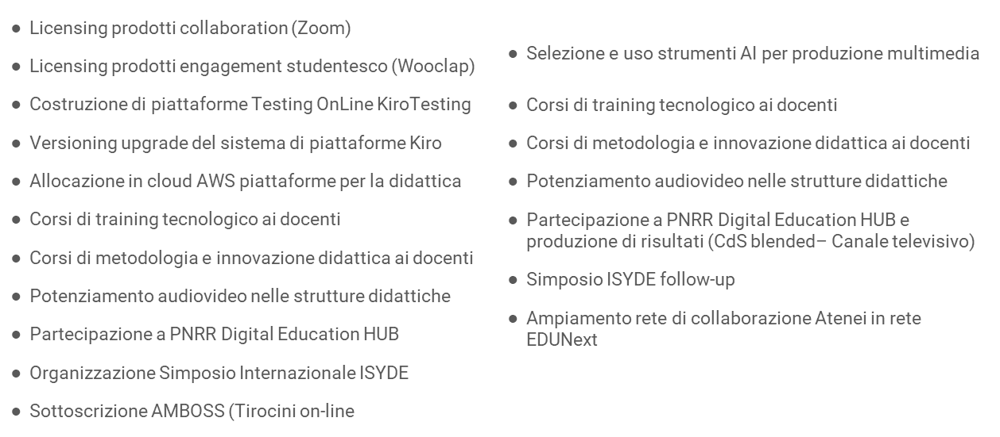 ● Licensing prodotti collaboration (Zoom)
● Licensing prodotti engagement studentesco (Wooclap)
● Costruzione di piattaforme Testing OnLine KiroTesting
● Versioning upgrade del sistema di piattaforme Kiro
● Allocazione in cloud AWS piattaforme per la didattica
● Corsi di training tecnologico ai docenti
● Corsi di metodologia e innovazione didattica ai docenti
● Potenziamento audiovideo nelle strutture didattiche
● Partecipazione a PNRR Digital Education HUB
● Organizzazione Simposio Internazionale ISYDE
● Sottoscrizione AMBOSS (Tirocini on-line
● Selezione e uso strumenti AI per produzione multimedia
● Corsi di training tecnologico ai docenti
● Corsi di metodologia e innovazione didattica ai docenti
● Potenziamento audiovideo nelle strutture didattiche
● Partecipazione a PNRR Digital Education HUB e
produzione di risultati (CdS blended– Canale televisivo)
● Simposio ISYDE follow-up
● Ampiamento rete di collaborazione Atenei in rete
EDUNext